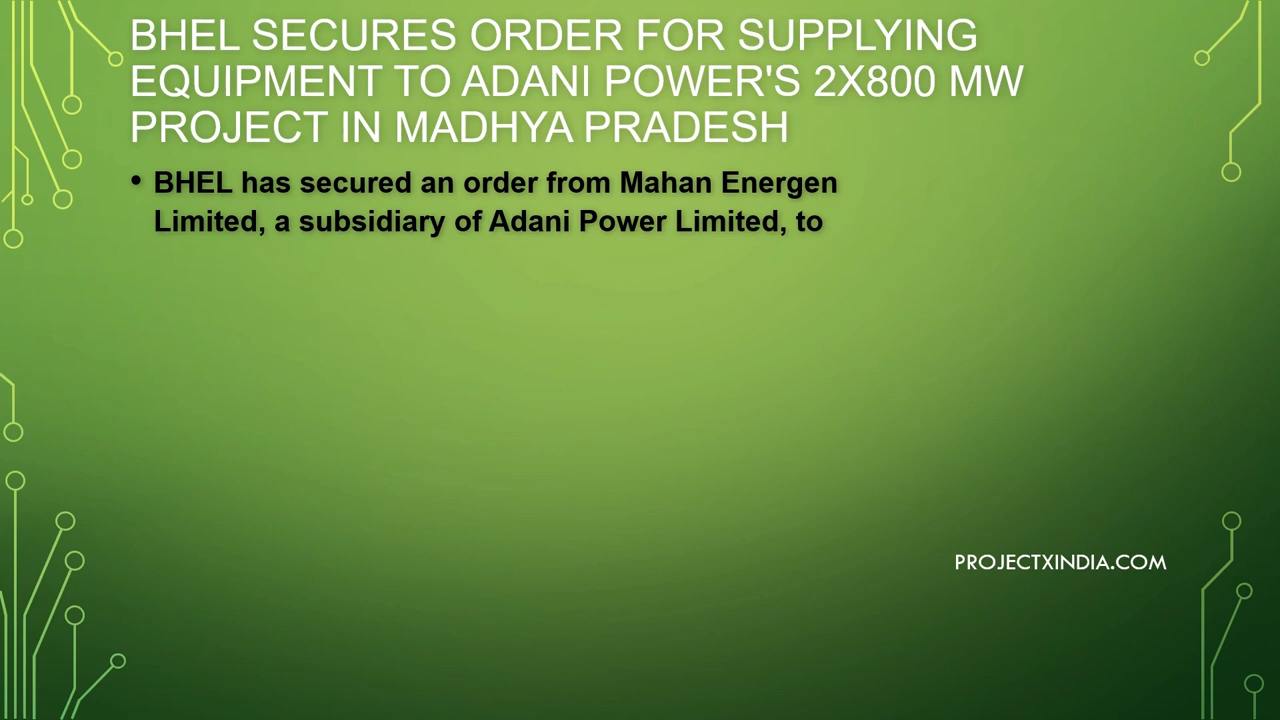 BHEL SECURES ORDER FOR SUPPLYING
EQUIPMENT TO ADANI POWER'S 2X800 MW
PROJECT IN MADHYA PRADESH
• BHEL has secured an order from Mahan Energen
Limited, a subsidiary of Adani Power Limited, to
PROJECTXINDIA.COM